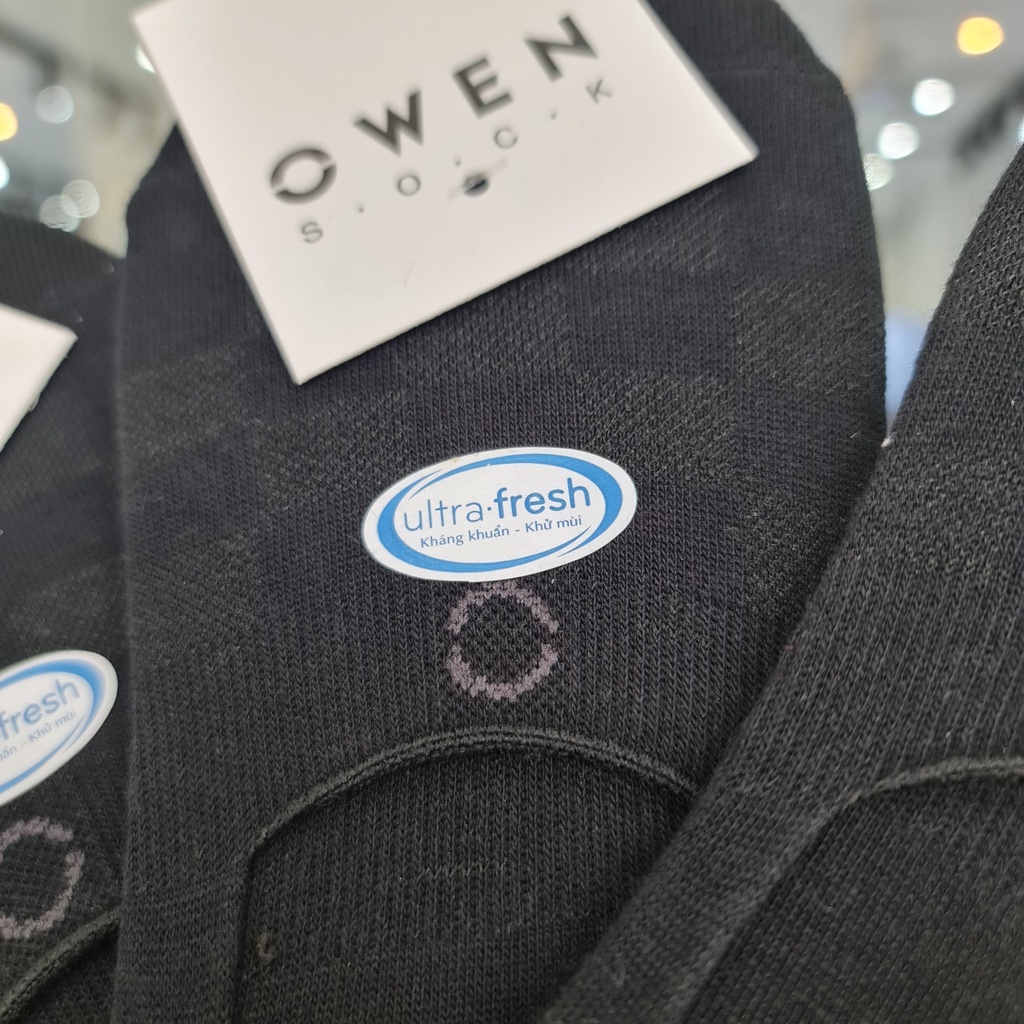 OWEN
S.O.C.K
ultra·fresh
Kháng khuẩn - Khử mùi
fresh
- Khử mùi